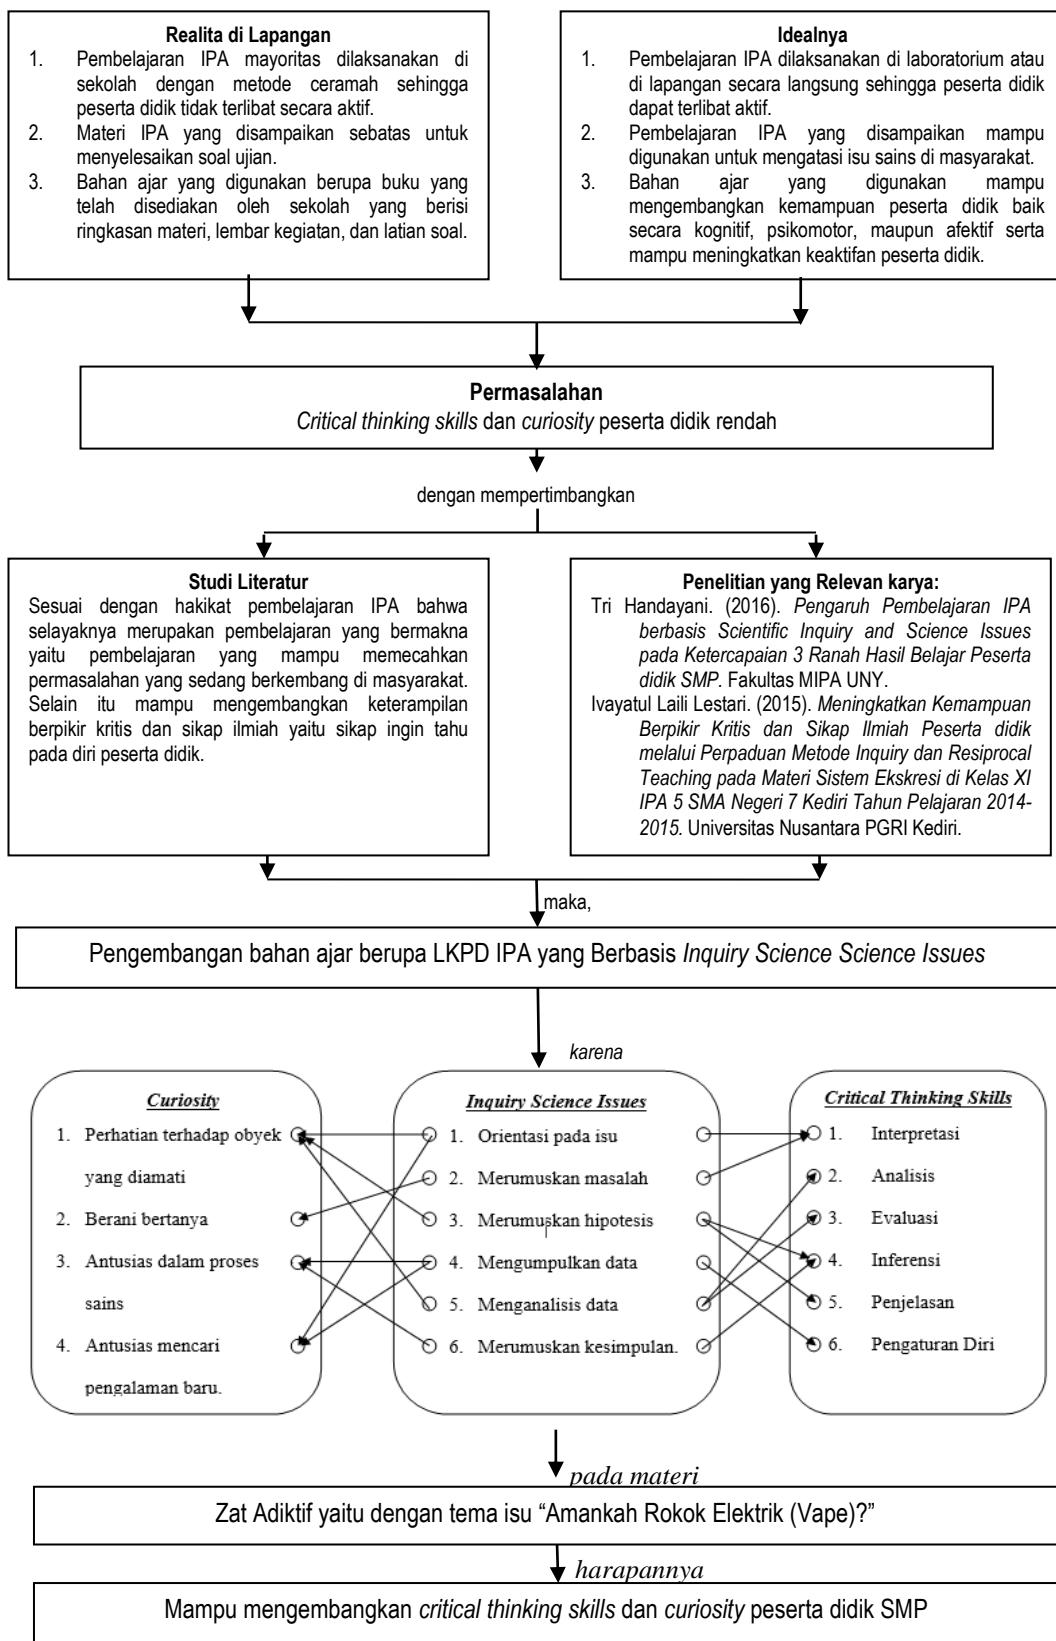 Realita di Lapangan
1. Pembelajaran IPA mayoritas dilaksanakan di
sekolah dengan metode ceramah sehingga
peserta didik tidak terlibat secara aktif.
2. Materi IPA yang disampaikan sebatas untuk
menyelesaikan soal ujian.
3. Bahan ajar yang digunakan berupa buku yang
telah disediakan oleh sekolah yang berisi
ringkasan materi, lembar kegiatan, dan latian soal.
Idealnya
1. Pembelajaran IPA dilaksanakan di laboratorium atau
di lapangan secara langsung sehingga peserta didik
dapat terlibat aktif.
2. Pembelajaran IPA yang disampaikan mampu
digunakan untuk mengatasi isu sains di masyarakat.
3. Bahan ajar yang digunakan mampu
mengembangkan kemampuan peserta didik baik
secara kognitif, psikomotor, maupun afektif serta
mampu meningkatkan keaktifan peserta didik.
Permasalahan
Critical thinking skills dan curiosity peserta didik rendah
dengan mempertimbangkan
Studi Literatur
Sesuai dengan hakikat pembelajaran IPA bahwa
selayaknya merupakan pembelajaran yang bermakna
yaitu pembelajaran yang mampu memecahkan
permasalahan yang sedang berkembang di masyarakat.
Selain itu mampu mengembangkan keterampilan
berpikir kritis dan sikap ilmiah yaitu sikap ingin tahu
pada diri peserta didik.
Penelitian yang Relevan karya:
Tri Handayani. (2016). Pengaruh Pembelajaran IPA
berbasis Scientific Inquiry and Science Issues
pada Ketercapaian 3 Ranah Hasil Belajar Peserta
didik SMP. Fakultas MIPA UNY.
Ivayatul Laili Lestari. (2015). Meningkatkan Kemampuan
Berpikir Kritis dan Sikap Ilmiah Peserta didik
melalui Perpaduan Metode Inquiry dan Resiprocal
Teaching pada Materi Sistem Ekskresi di Kelas XI
IPA 5 SMA Negeri 7 Kediri Tahun Pelajaran 2014-
2015. Universitas Nusantara PGRI Kediri.
maka,
Pengembangan bahan ajar berupa LKPD IPA yang Berbasis Inquiry Science Science Issues
karena
Curiosity
1. Perhatian terhadap obyek
yang diamati
2. Berani bertanya
3. Antusias dalam proses
sains
4. Antusias mencari
pengalaman baru.
Inquiry Science Issues
1. Orientasi pada isu
2. Merumuskan masalah
3. Merumuskan hipotesis
4. Mengumpulkan data
5. Menganalisis data
6. Merumuskan kesimpulan.
Critical Thinking Skills
1. Interpretasi
2. Analisis
3. Evaluasi
4. Inferensi
5. Penjelasan
6. Pengaturan Diri
pada materi
Zat Adiktif yaitu dengan tema isu “Amankah Rokok Elektrik (Vape)?”
harapannya
Mampu mengembangkan critical thinking skills dan curiosity peserta didik SMP